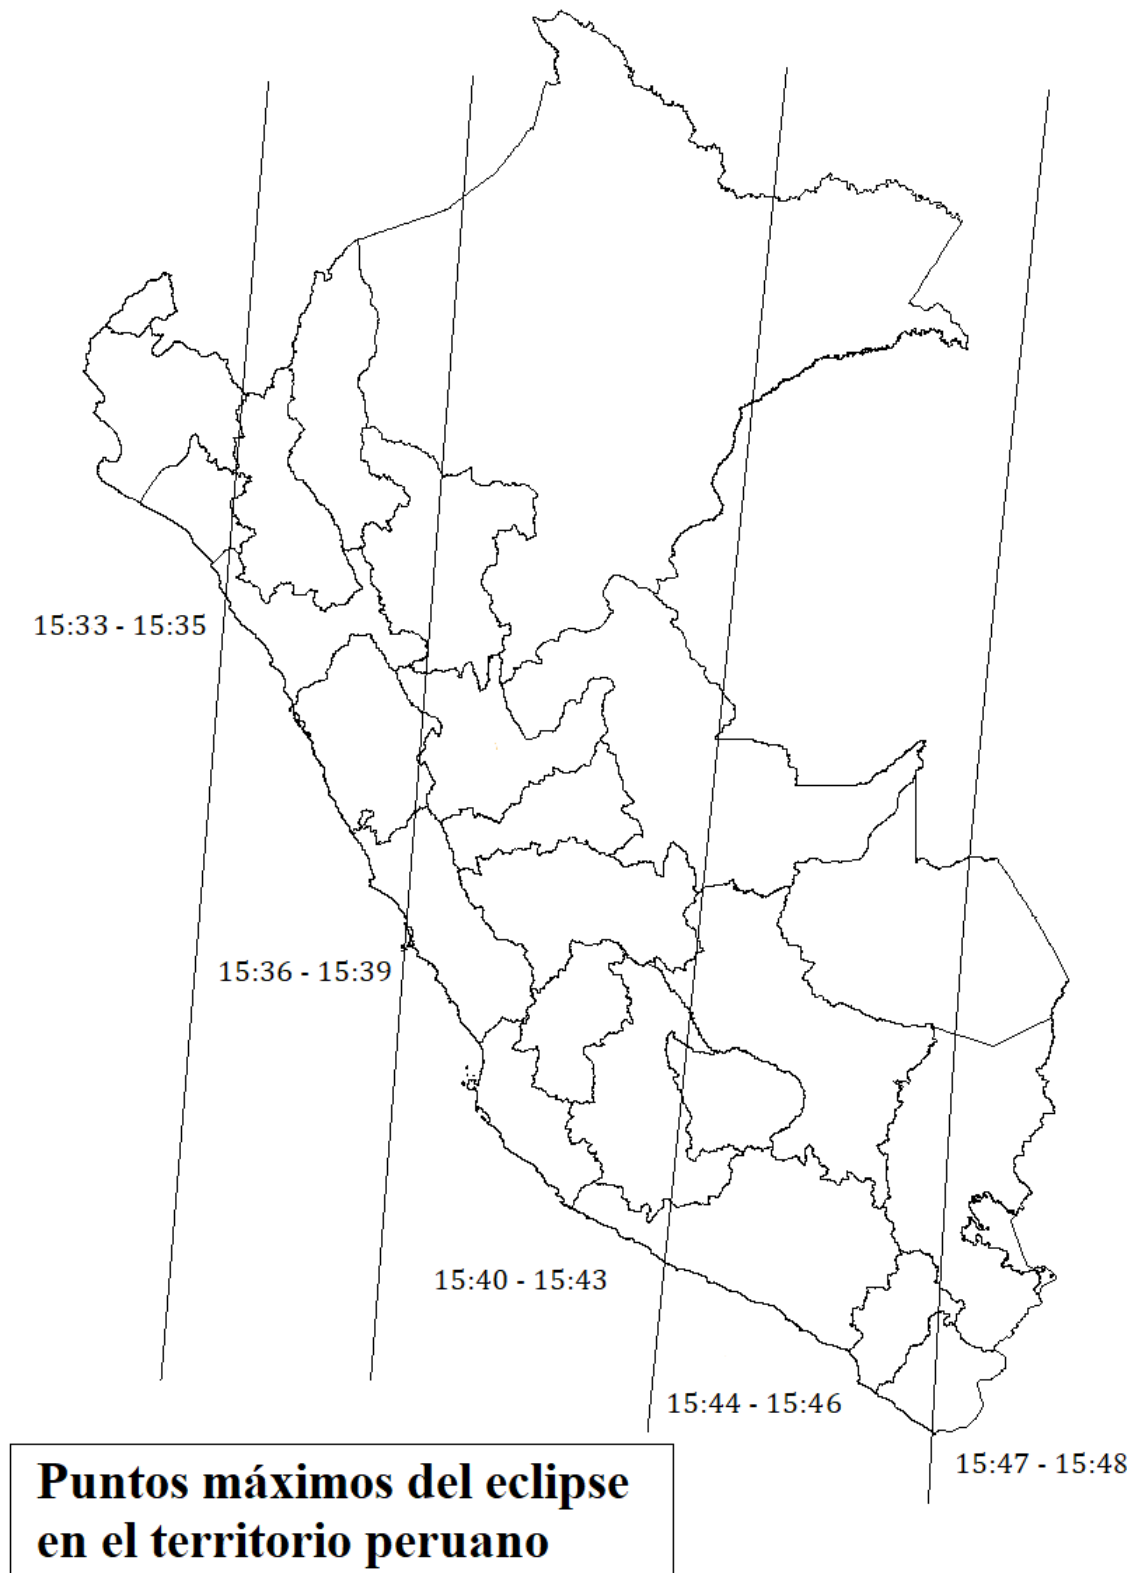 15:33 - 15:35
15:36 - 15:39
15:40 - 15:43
15:44 - 15:46
15:47 - 15:48
Puntos máximos del eclipse
en el territorio peruano